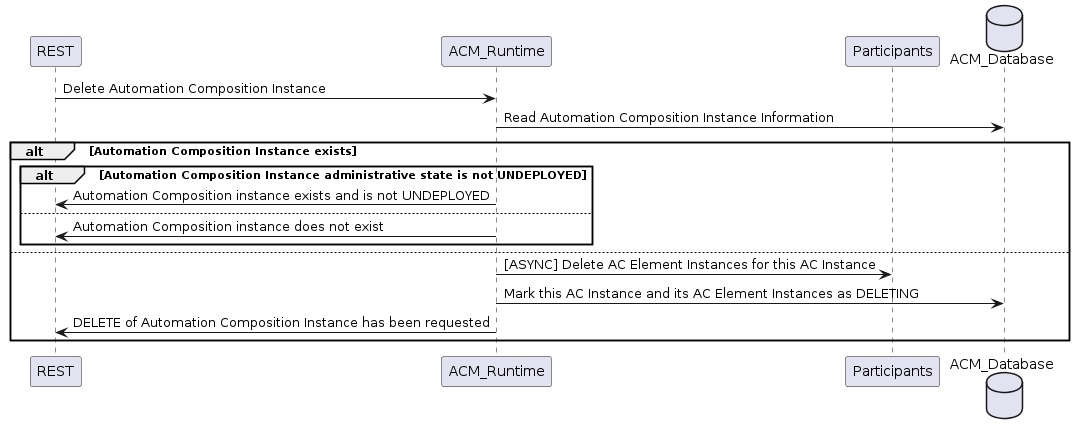 REST
ACM_Runtime
Participants
ACM_Database
Delete Automation Composition Instance
Read Automation Composition Instance Information
alt [Automation Composition Instance exists]
alt [Automation Composition Instance administrative state is not UNDEPLOYED]
Automation Composition instance exists and is not UNDEPLOYED
Automation Composition instance does not exist
[ASYNC] Delete AC Element Instances for this AC Instance
Mark this AC Instance and its AC Element Instances as DELETING
DELETE of Automation Composition Instance has been requested
REST
ACM_Runtime
Participants
ACM_Database